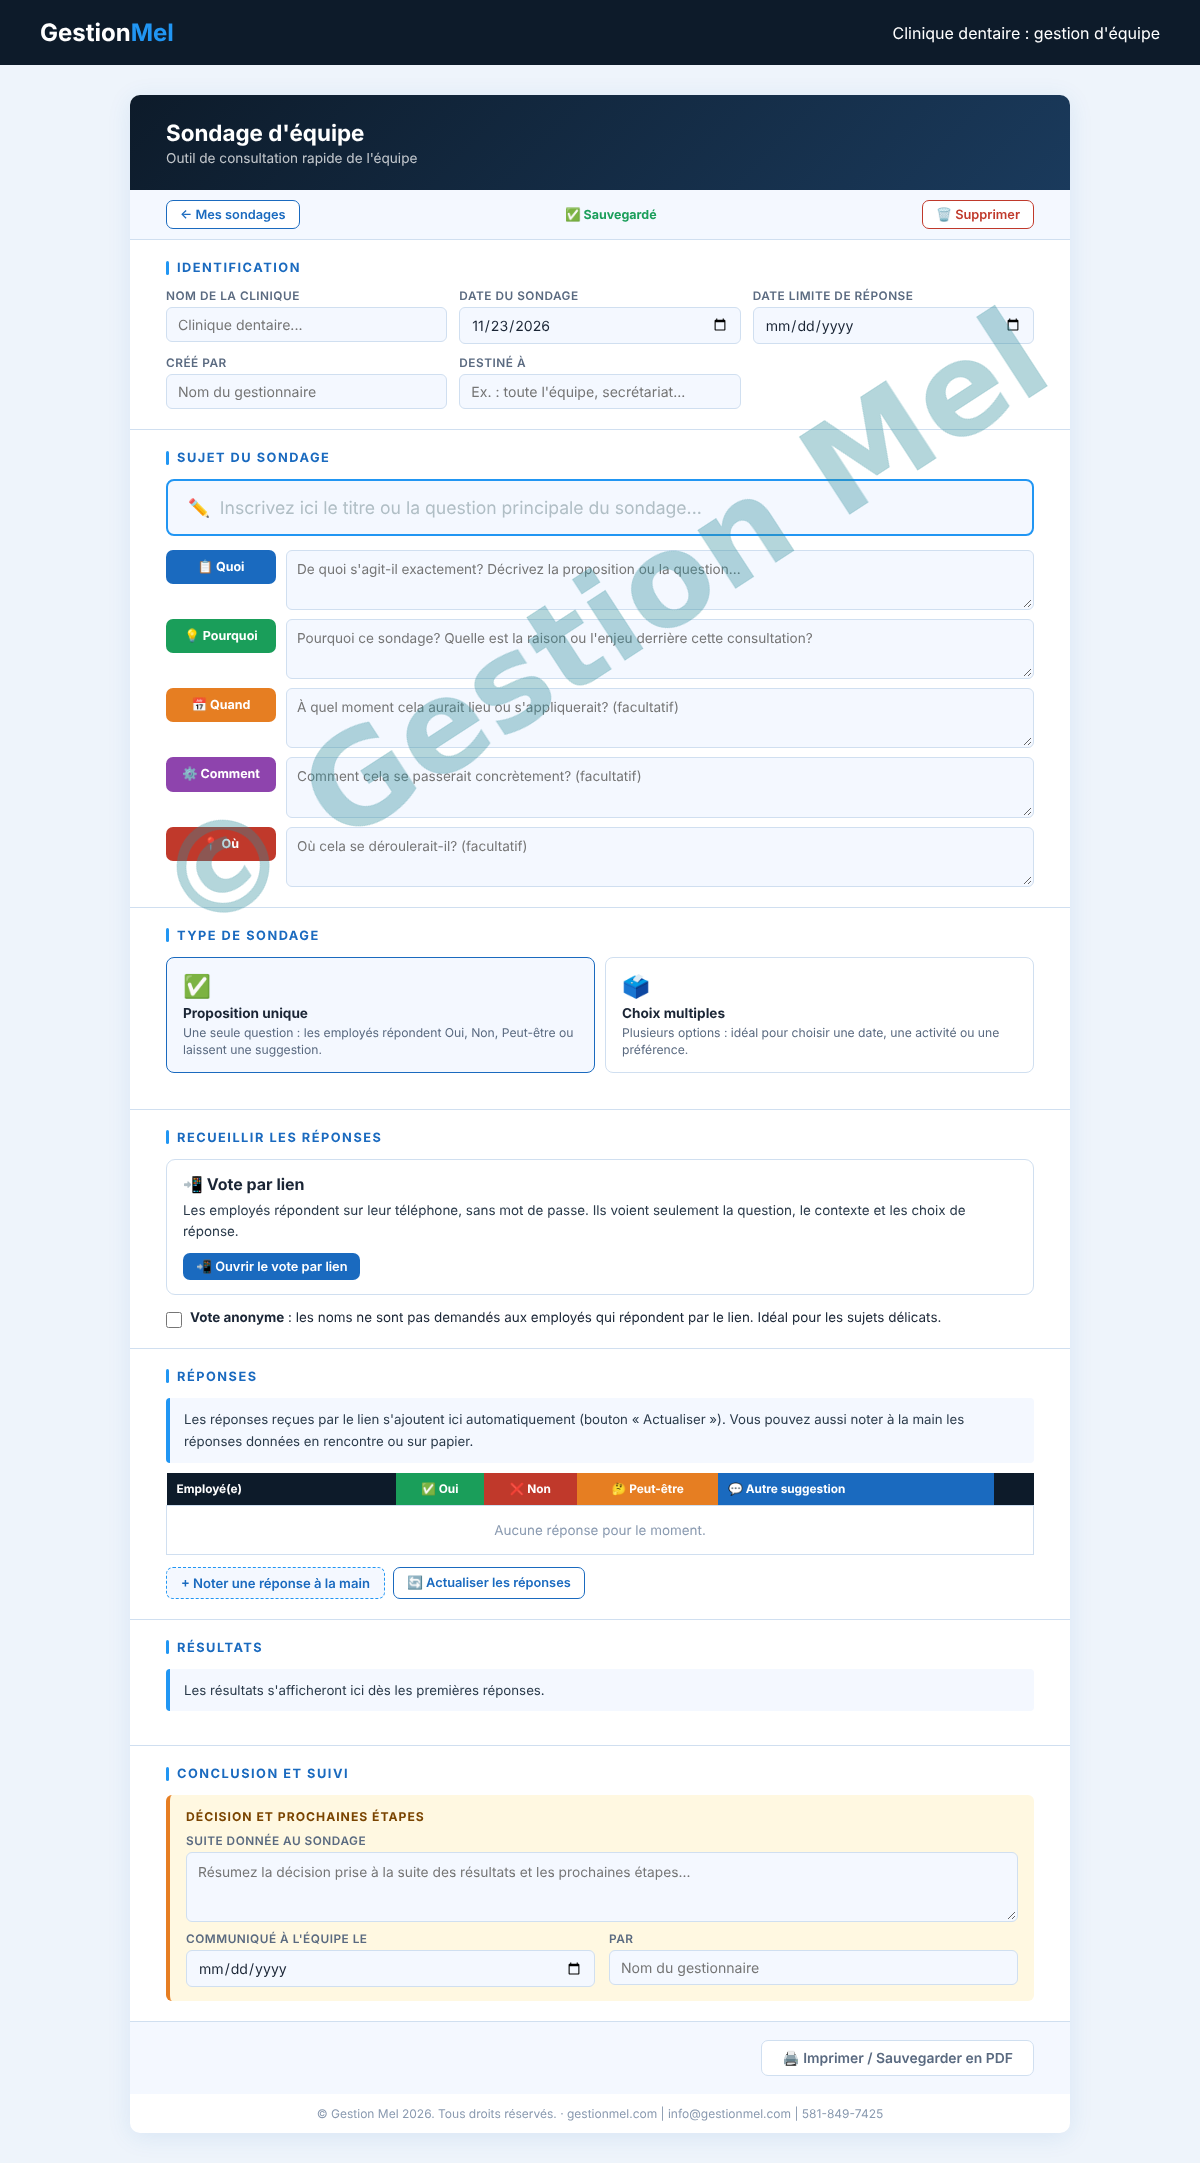 GestionMel
Clinique dentaire : gestion d'équipe
Sondage d'équipe
Outil de consultation rapide de l'équipe
← Mes sondages
✅ Sauvegardé
🗑️ Supprimer
IDENTIFICATION
NOM DE LA CLINIQUE
DATE DU SONDAGE
DATE LIMITE DE RÉPONSE
Clinique dentaire...
11/23/2026
mm/dd/yyyy
CRÉÉ PAR
DESTINÉ À
Nom du gestionnaire
Ex. : toute l'équipe, secrétariat...
SUJET DU SONDAGE
✏️ Inscrivez ici le titre ou la question principale du sondage...
📋 Quoi
De quoi s'agit-il exactement? Décrivez la proposition ou la question...
💡 Pourquoi
Pourquoi ce sondage? Quelle est la raison ou l'enjeu derrière cette consultation?
📅 Quand
À quel moment cela aurait lieu ou s'appliquerait? (facultatif)
⚙️ Comment
Comment cela se passerait concrètement? (facultatif)
📍 Où
Où cela se déroulerait-il? (facultatif)
© Gestion Mel
TYPE DE SONDAGE
✅
Proposition unique
Une seule question : les employés répondent Oui, Non, Peut-être ou
laissent une suggestion.
🗳️
Choix multiples
Plusieurs options : idéal pour choisir une date, une activité ou une
préférence.
RECUEILLIR LES RÉPONSES
📲 Vote par lien
Les employés répondent sur leur téléphone, sans mot de passe. Ils voient seulement la question, le contexte et les choix de
réponse.
📲 Ouvrir le vote par lien
Vote anonyme : les noms ne sont pas demandés aux employés qui répondent par le lien. Idéal pour les sujets délicats.
RÉPONSES
Les réponses reçues par le lien s'ajoutent ici automatiquement (bouton « Actualiser »). Vous pouvez aussi noter à la main les
réponses données en rencontre ou sur papier.
Employé(e)
✅ Oui
❌ Non
🤔 Peut-être
💬 Autre suggestion
Aucune réponse pour le moment.
+ Noter une réponse à la main
🔄 Actualiser les réponses
RÉSULTATS
Les résultats s'afficheront ici dès les premières réponses.
CONCLUSION ET SUIVI
DÉCISION ET PROCHAINES ÉTAPES
SUITE DONNÉE AU SONDAGE
Résumez la décision prise à la suite des résultats et les prochaines étapes...
COMMUNIQUÉ À L'ÉQUIPE LE
PAR
mm/dd/yyyy
Nom du gestionnaire
🖨️ Imprimer / Sauvegarder en PDF
© Gestion Mel 2026. Tous droits réservés. · gestionmel.com | info@gestionmel.com | 581-849-7425